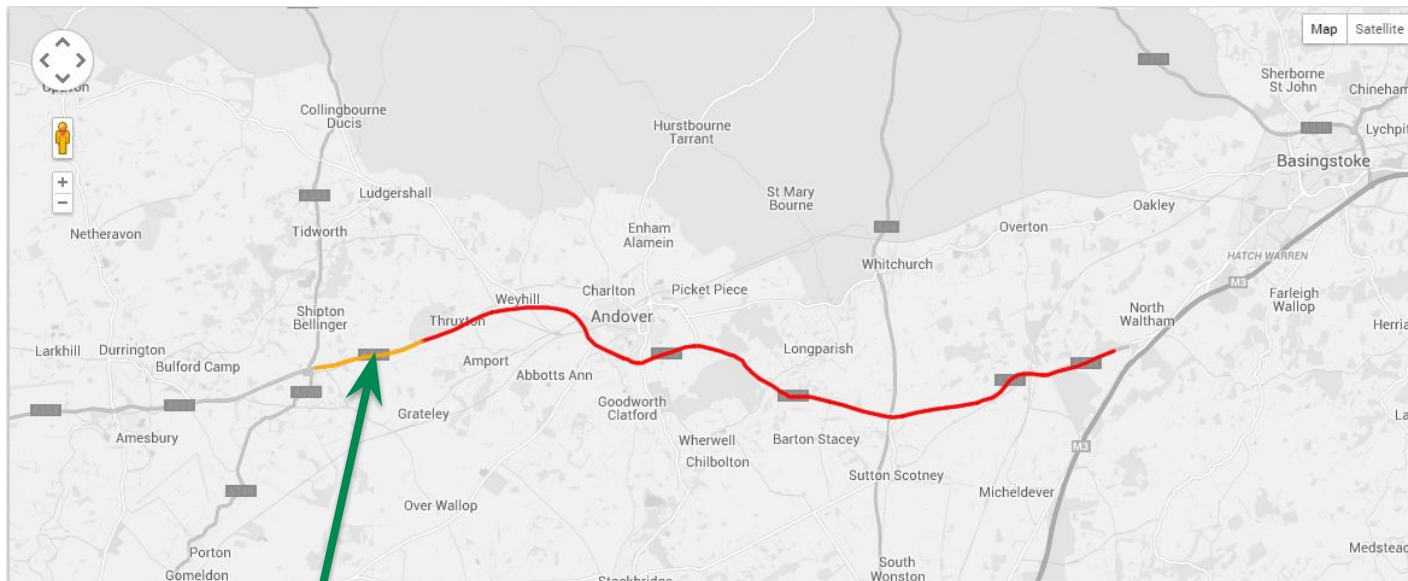 Map Satellite
Sherborne
St John
Chineham
Collingbourne
Ducis
Hurstbourne
Tarrant
Lychpit
Basingstoke
Ludgershall
St Mary
Bourne
Oakley
Netheravon
Tidworth
Enham
Alamein
Overton
Whitchurch
HATCH WARREN
M3
Charlton
Picket Piece
Weyhill
Farleigh
Wallop
Shipton
Bellinger
Thruxton
Andover
North
Waltham
Herria
Larkhill
Durrington
Bulford Camp
Amport
Abbotts Ann
Longparish
Goodworth
Clatford
Grateley
Amesbury
Wherwell
Barton Stacey
Chilbolton
M3
Sutton Scotney
Over Wallop
Micheldever
Porton
Gomeldon
Stockbridge
South
Wonston
Medstead